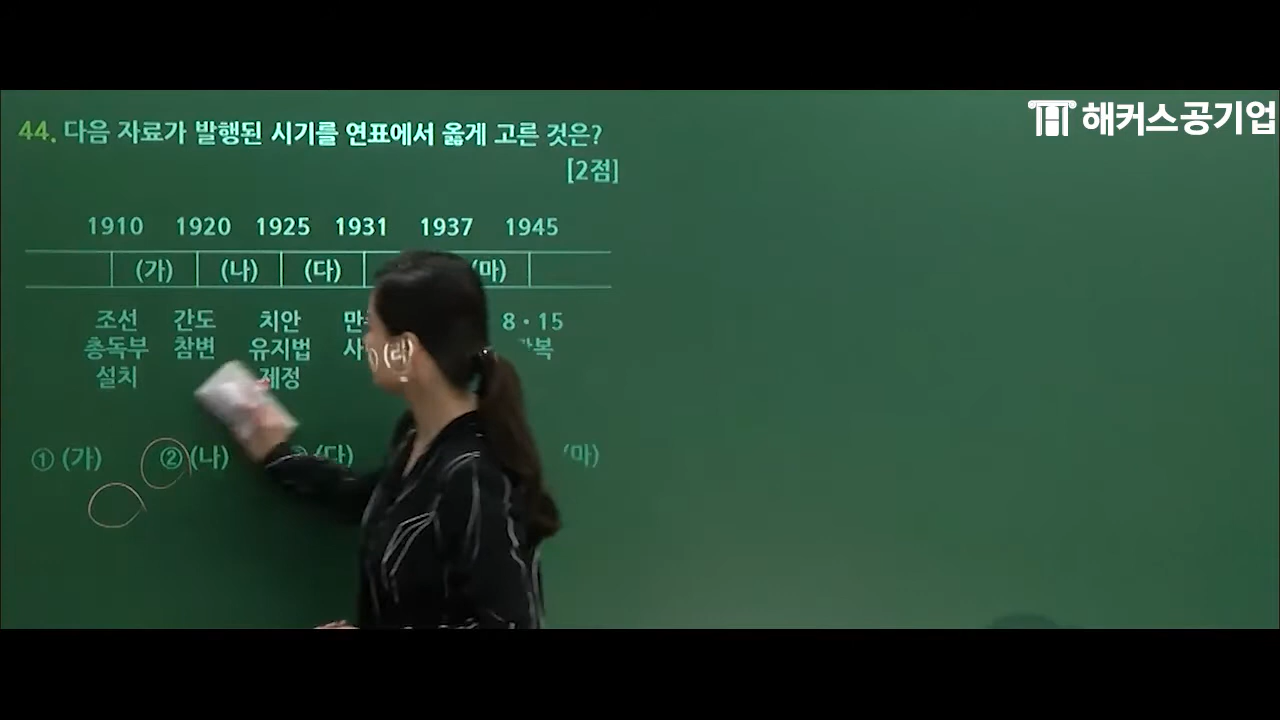 해커스공기업
44. 다음 자료가 발행된 시기를 연표에서 옳게 고른 것은?
[2점]
1910 1920 1925 1931 1937 1945
(가) (나) (다) (마)
조선 간도 치안 8・15
총독부 참변 유지법
설치 제정
① (가) ② (나) (다) (라) (마)